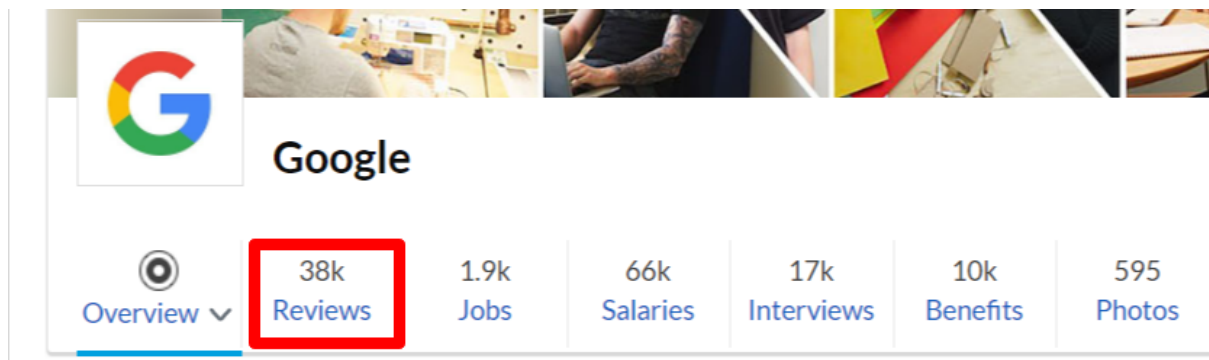 Google
38k 1.9k 66k 17k 10k 595
Overview Reviews Jobs Salaries Interviews Benefits Photos